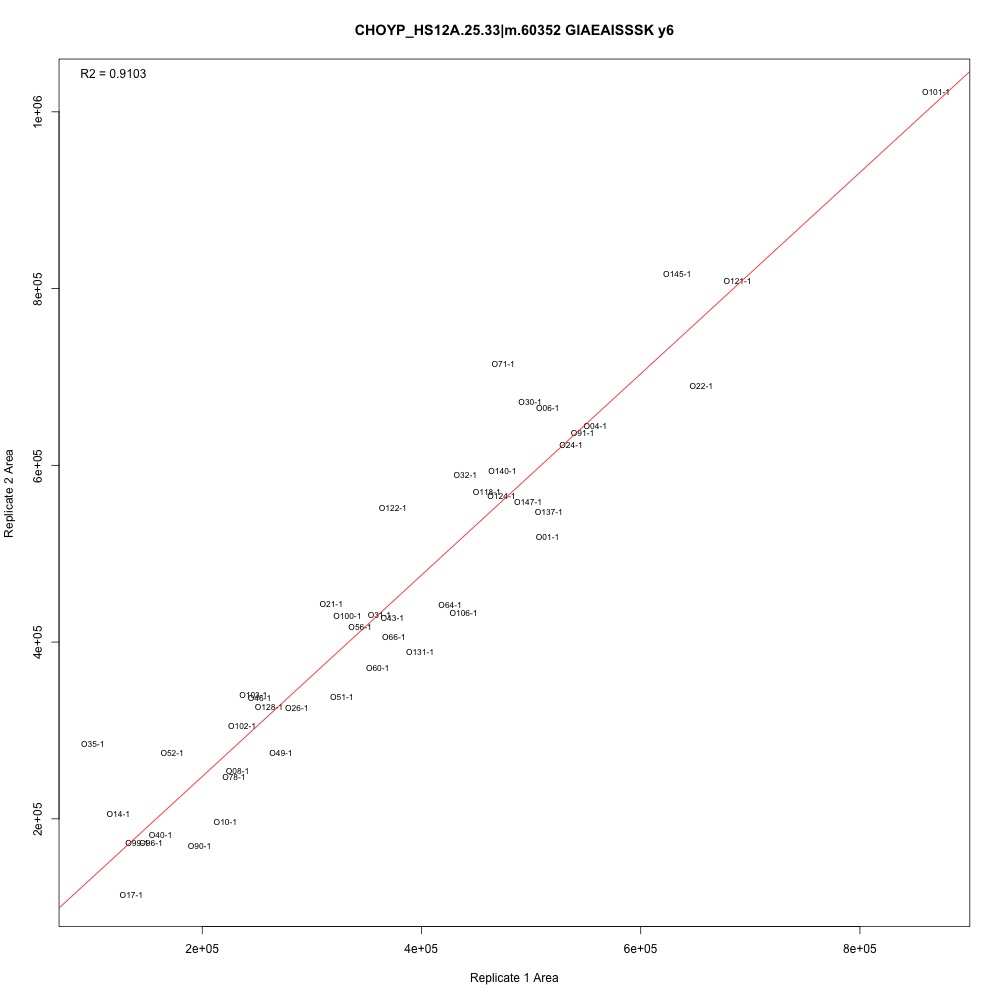 CHOYP_HS12A.25.33|m.60352 GIAEAISSSK y6
R2 = 0.9103
1e+06
8e+05
6e+05
4e+05
2e+05
Replicate 2 Area
O101-1
O145-1
O121-1
O71-1
O22-1
O30-1
O06-1
O04-1
O91-1
O24-1
O140-1
O32-1
O118-1
O124-1
O147-1
O122-1
O137-1
O01-1
O21-1
O64-1
O106-1
O100-1
O31-1
O43-1
O56-1
O66-1
O131-1
O60-1
O103-1
O46-1
O51-1
O128-1
O26-1
O102-1
O35-1
O52-1
O49-1
O08-1
O78-1
O14-1
O10-1
O40-1
O99-1
O96-1
O90-1
O17-1
2e+05
4e+05
6e+05
8e+05
Replicate 1 Area